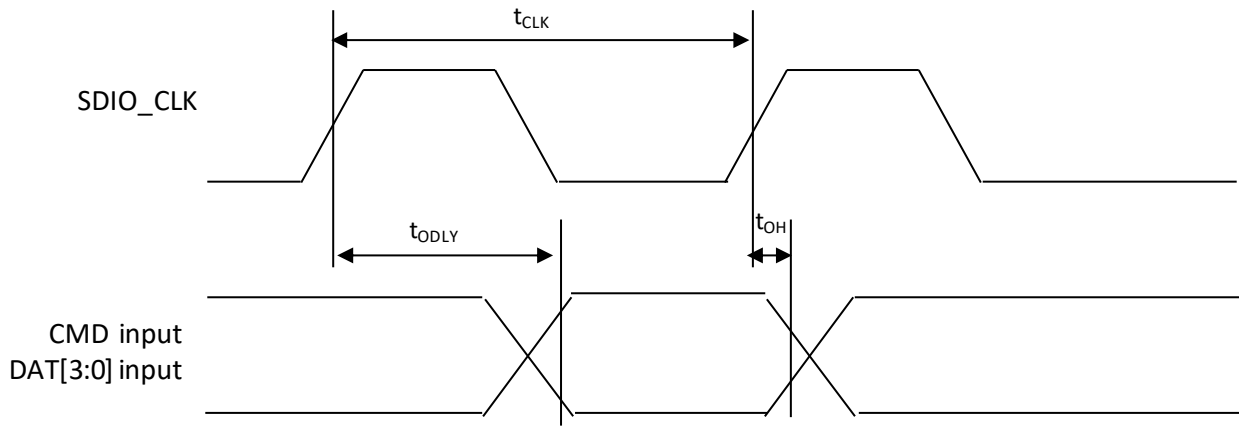 tCLK
SDIO_CLK
tODLY
tOH
CMD input
DAT[3:0] input